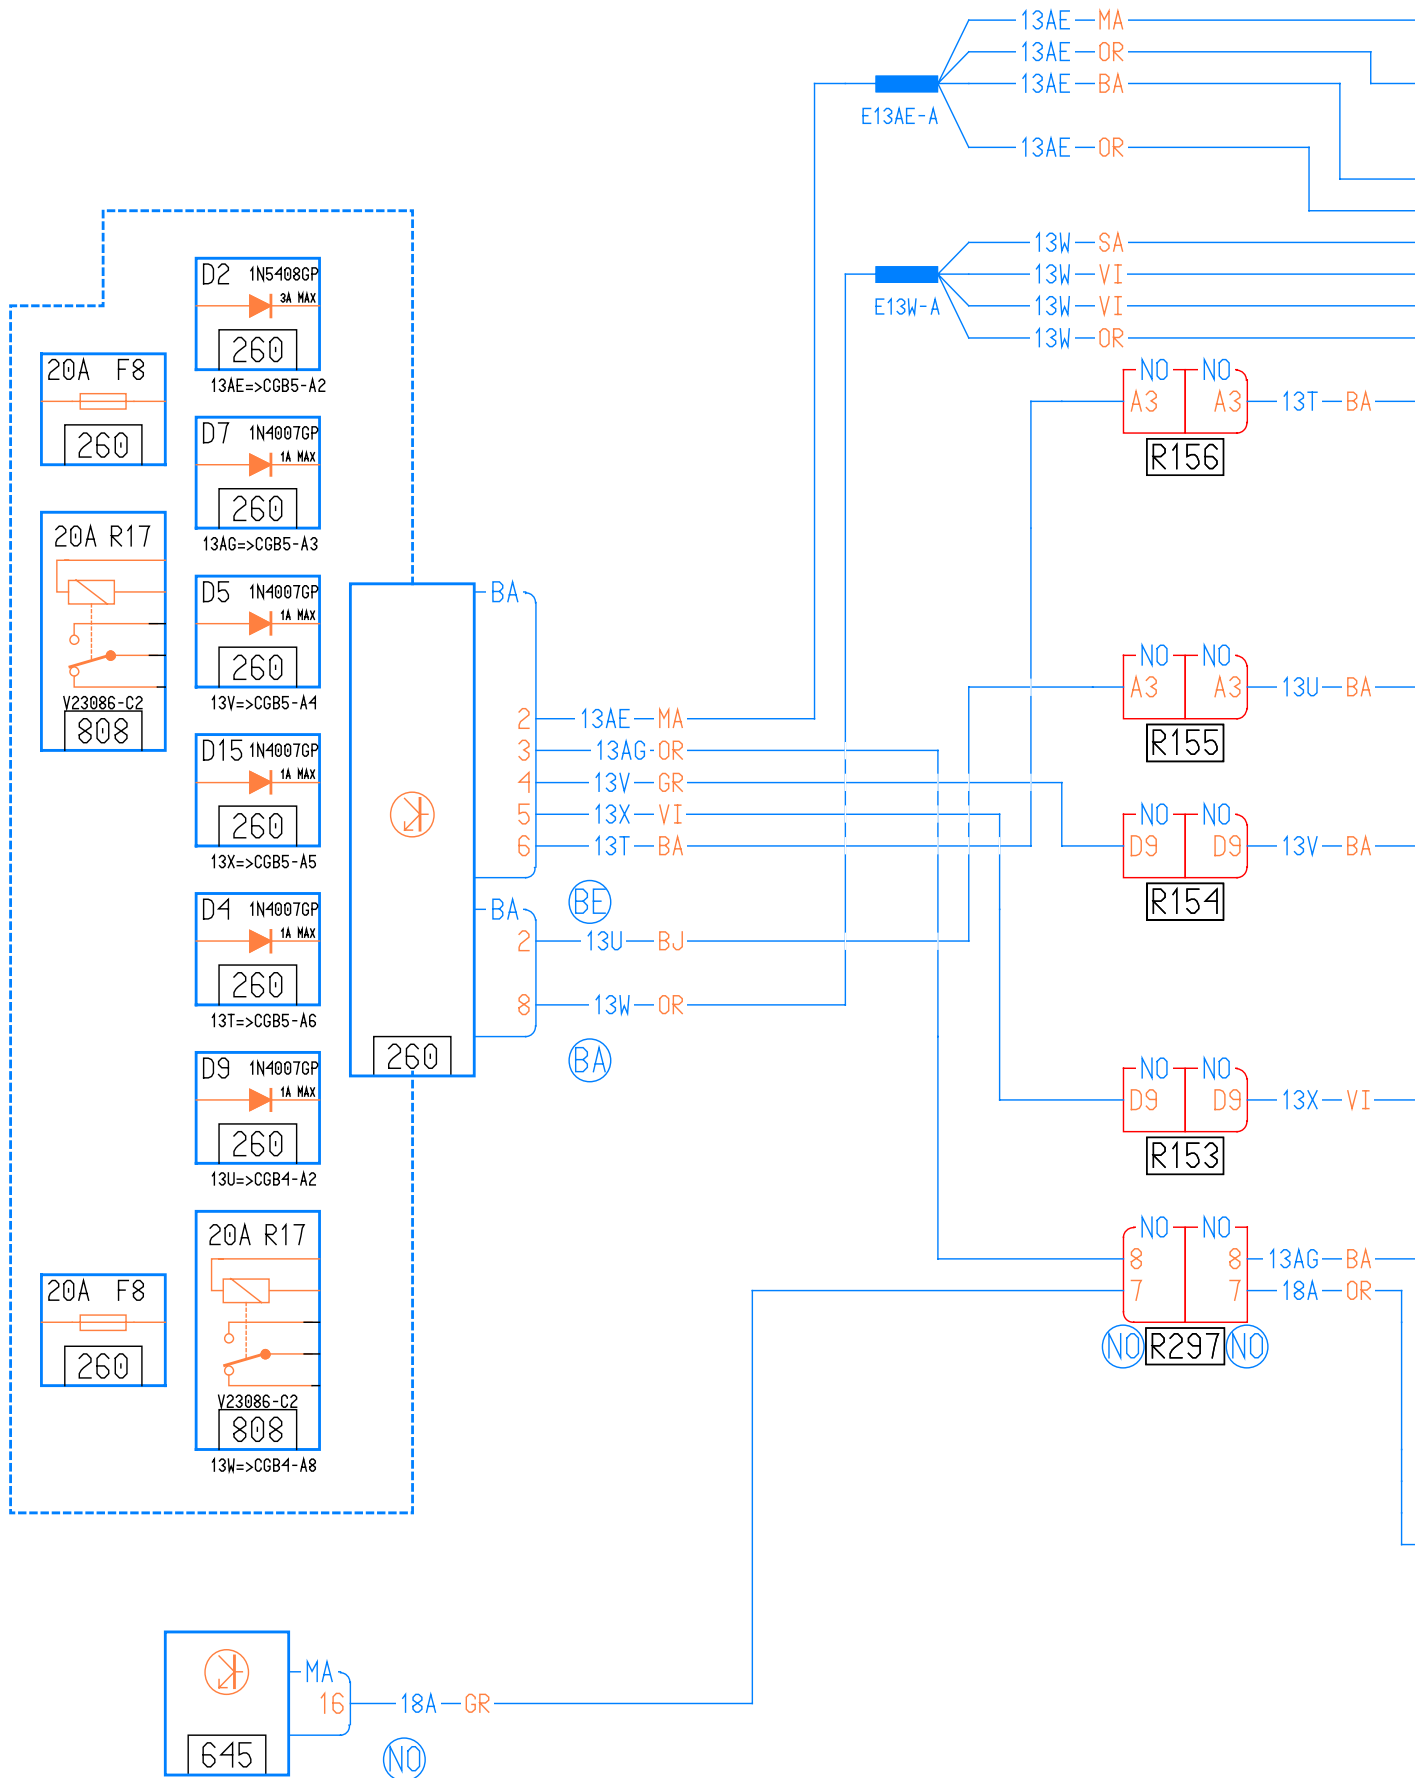 13AE MA
13AE OR
13AE BA
E13AE-A
13AE OR
13W SA
13W VI
E13W-A
13W VI
13W OR
D2 1N5408GP
3A MAX
260
13AE=>CGB5-A2
20A F8
260
NO NO
A3 A3 13T BA
R156
D7 1N4007GP
1A MAX
260
13AG=>CGB5-A3
20A R17
V23086-C2
808
D5 1N4007GP
1A MAX
260
13V=>CGB5-A4
BA
2 13AE MA
3 13AG OR
4 13V GR
5 13X VI
6 13T BA
BE
NO NO
A3 A3 13U BA
R155
D15 1N4007GP
1A MAX
260
13X=>CGB5-A5
NO NO
D9 D9 13V BA
R154
D4 1N4007GP
1A MAX
260
13T=>CGB5-A6
BA
2 13U BJ
8 13W OR
BA
260
D9 1N4007GP
1A MAX
260
13U=>CGB4-A2
NO NO
D9 D9 13X VI
R153
20A R17
V23086-C2
808
13W=>CGB4-A8
20A F8
260
NO NO
8 8 13AG BA
7 7 18A OR
NO R297 NO
MA
16 18A GR
645
NO